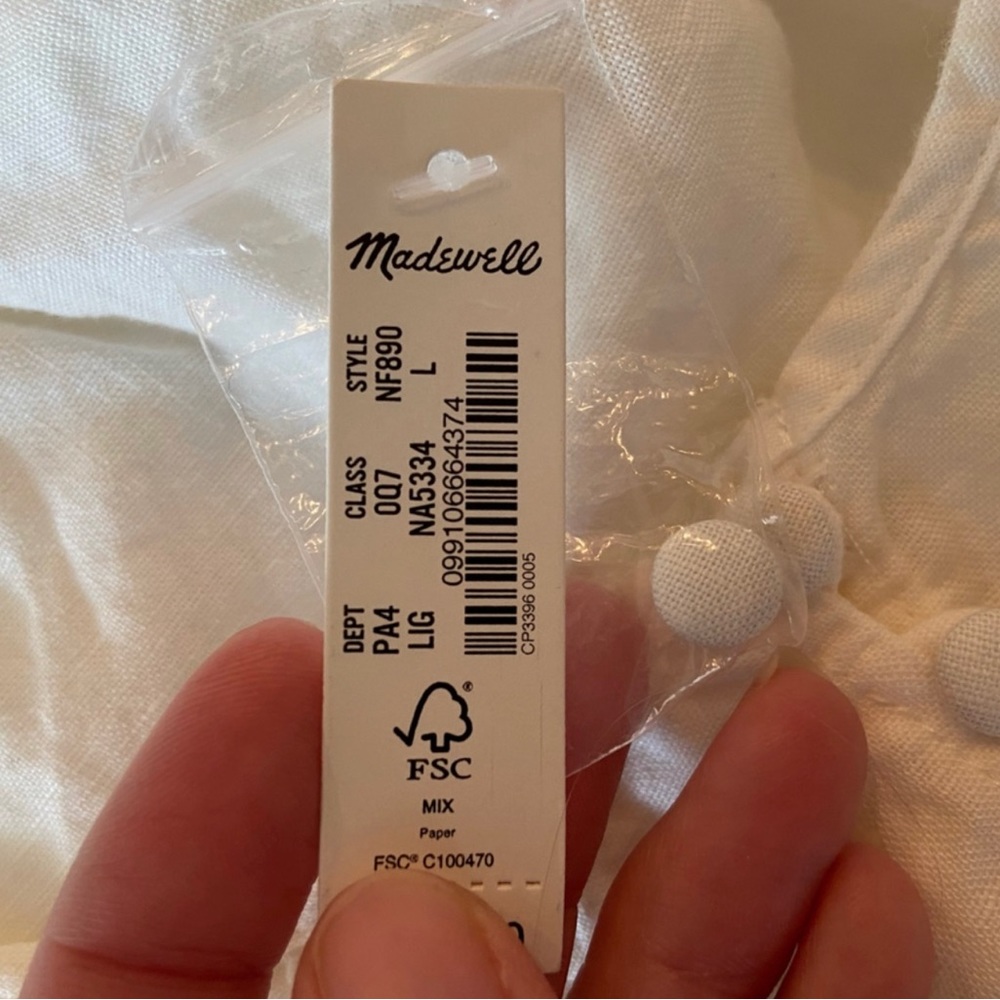 Madewell
DEPT CLASS STYLE
PA4 0Q7 NF890
LIG NA5334 L
099106664374
CP3396 0005
FSC®
MIX
Paper
FSC® C100470